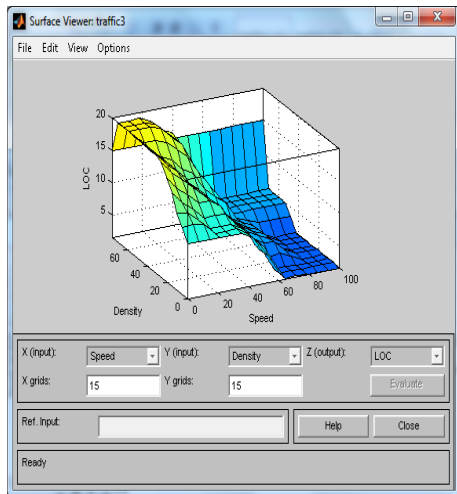 Surface Viewer: traffic3
File Edit View Options
20
15
10
5
LOC
60
40
20
0
Density
0
20
40
60
80
100
Speed
X (input): Speed Y (input): Density Z (output): LOC
X grids: 15 Y grids: 15 Evaluate
Ref. Input: Help Close
Ready